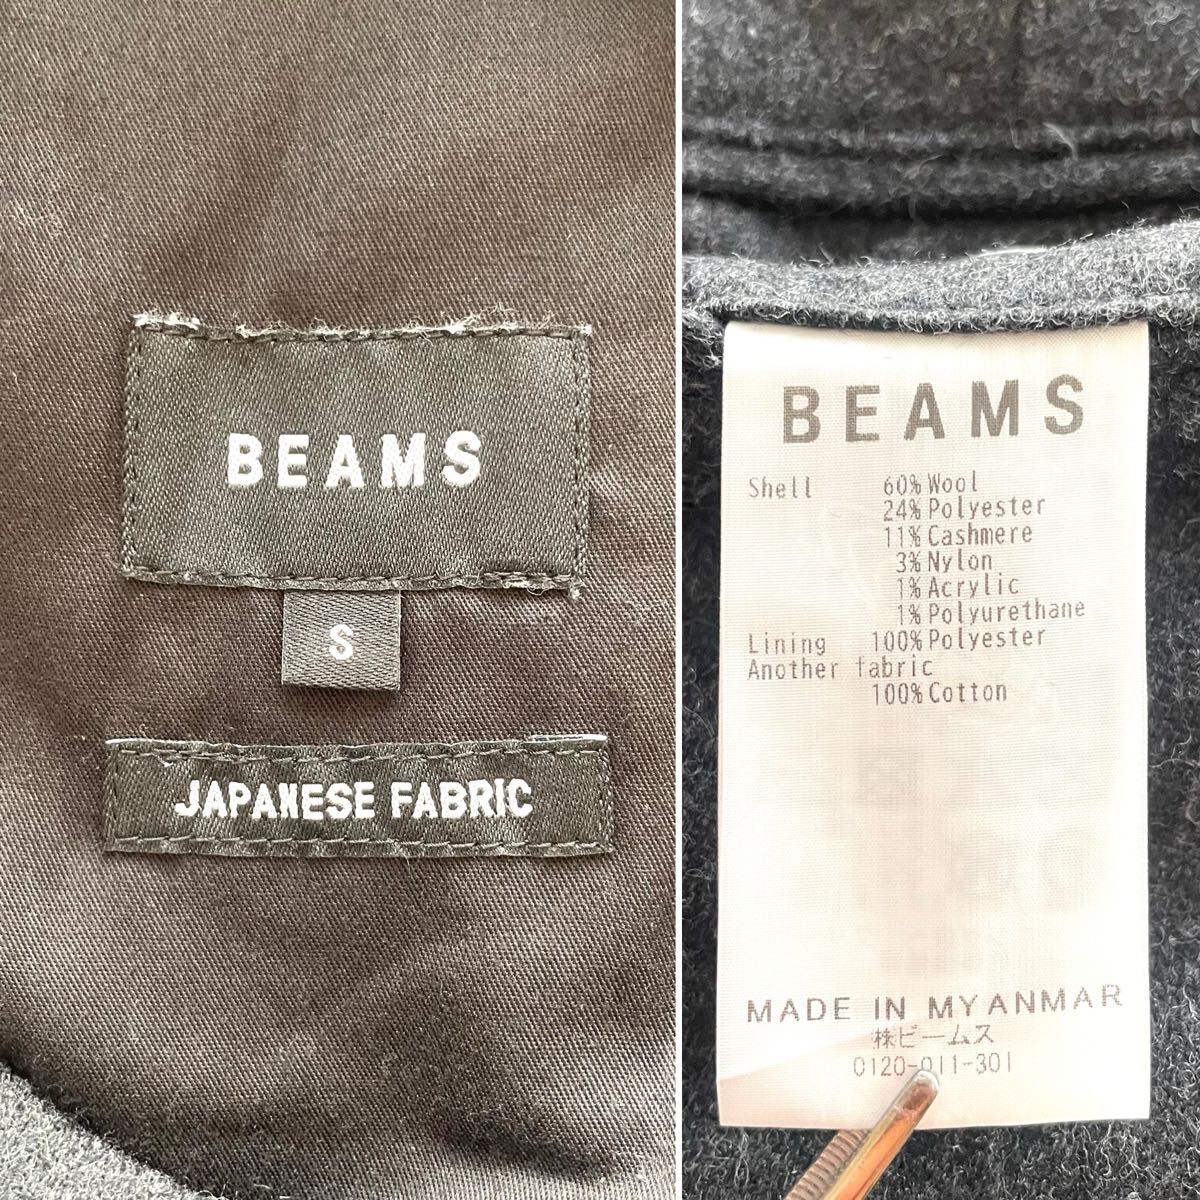 BEAMS
S
JAPANESE FABRIC
BEAMS
Shell 60% Wool
24% Polyester
11% Cashmere
3% Nylon
1% Acrylic
1% Polyurethane
Lining 100% Polyester
Another fabric
100% Cotton
MADE IN MYANMAR
㈱ビームス
0120-011-301